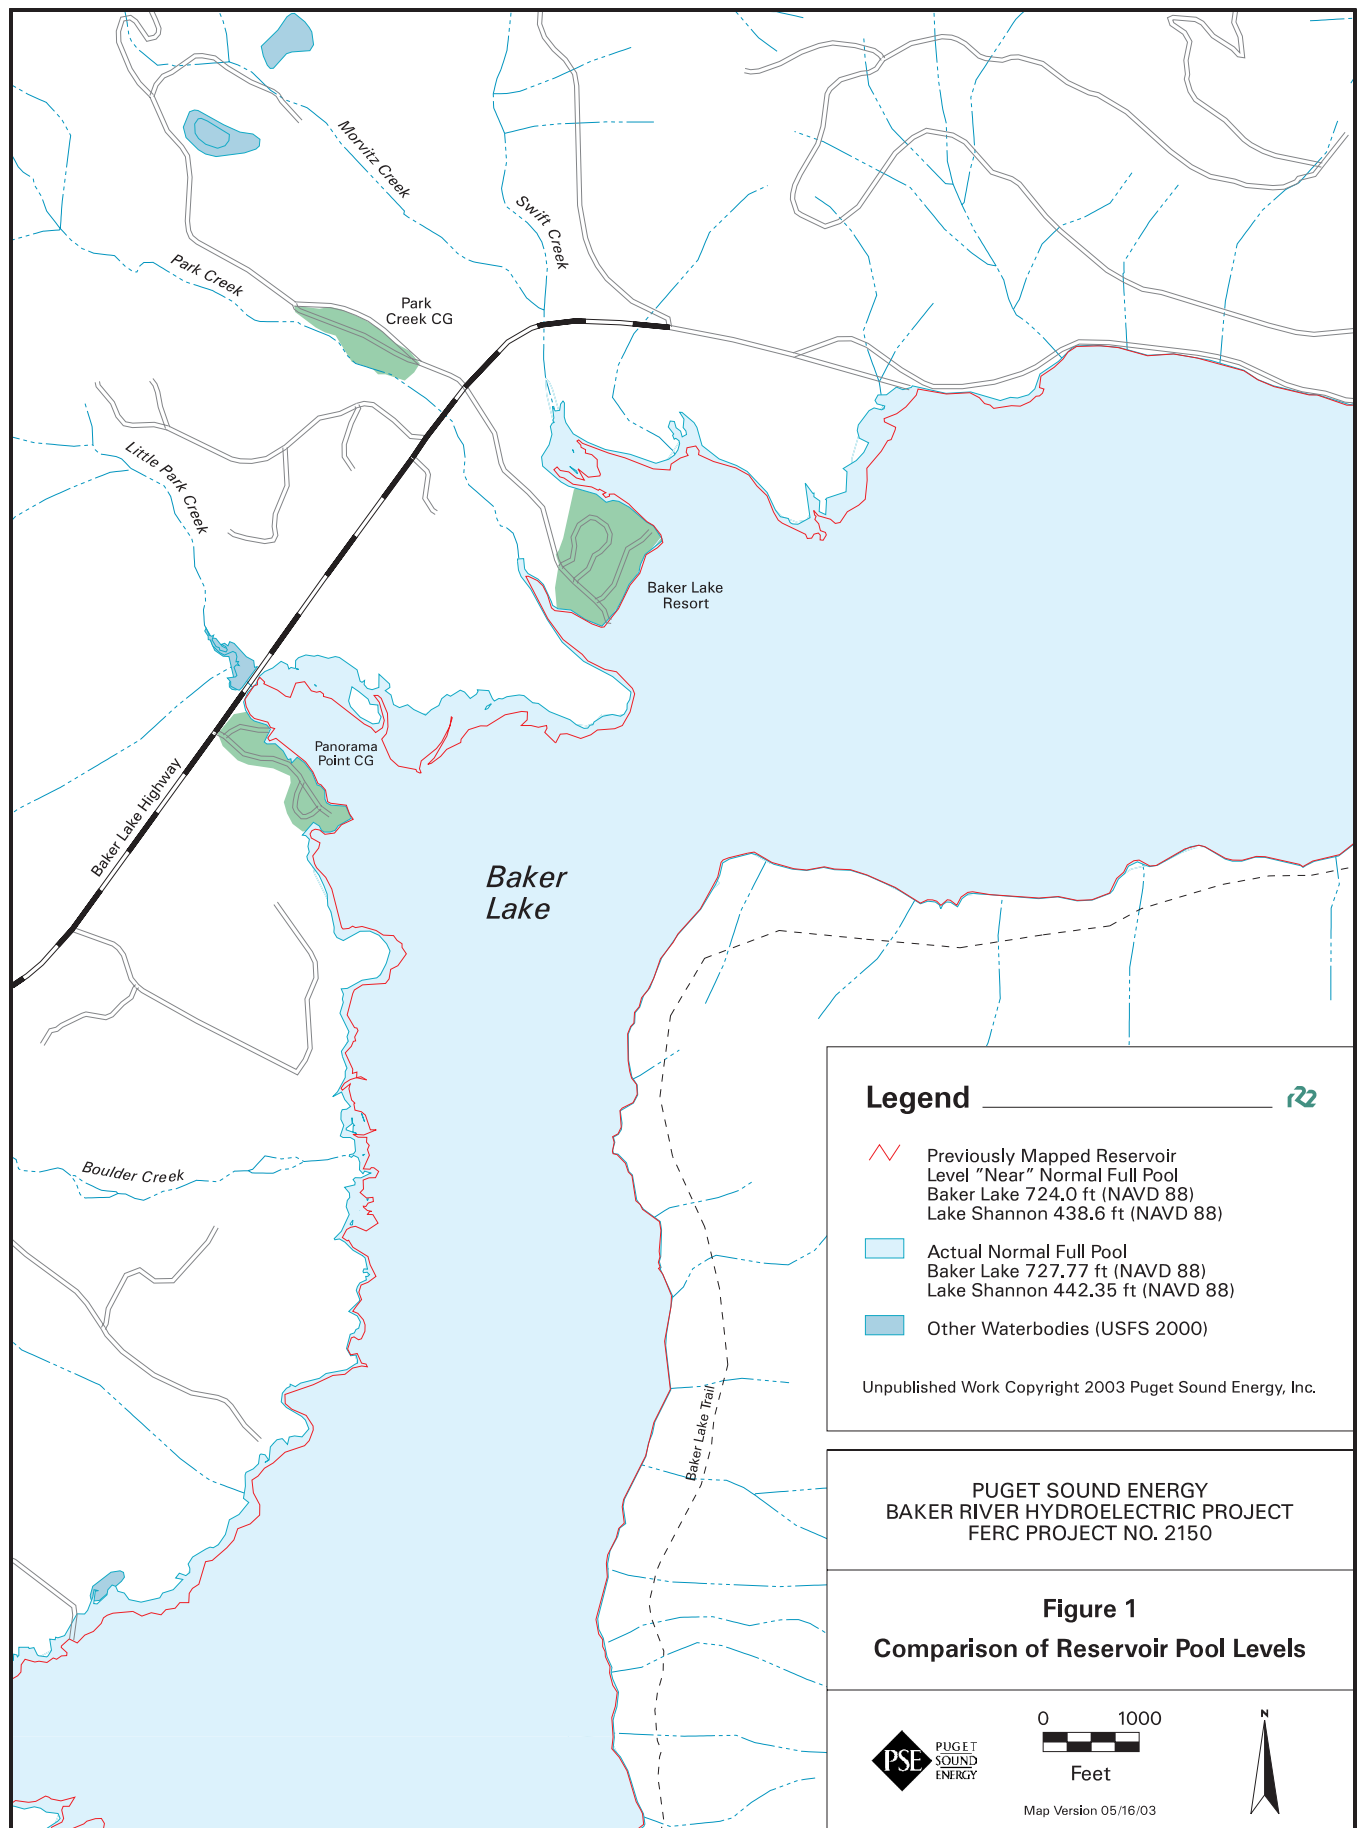 Morvitz Creek
Swift Creek
Park Creek
Park
Creek CG
Little Park Creek
Baker Lake
Resort
Panorama
Point CG
Baker Lake Highway
Baker
Lake
Boulder Creek
Baker Lake Trail
Legend
r22
Previously Mapped Reservoir
Level "Near" Normal Full Pool
Baker Lake 724.0 ft (NAVD 88)
Lake Shannon 438.6 ft (NAVD 88)
Actual Normal Full Pool
Baker Lake 727.77 ft (NAVD 88)
Lake Shannon 442.35 ft (NAVD 88)
Other Waterbodies (USFS 2000)
Unpublished Work Copyright 2003 Puget Sound Energy, Inc.
PUGET SOUND ENERGY
BAKER RIVER HYDROELECTRIC PROJECT
FERC PROJECT NO. 2150
Figure 1
Comparison of Reservoir Pool Levels
PSE
PUGET
SOUND
ENERGY
0 1000
Feet
Map Version 05/16/03
N